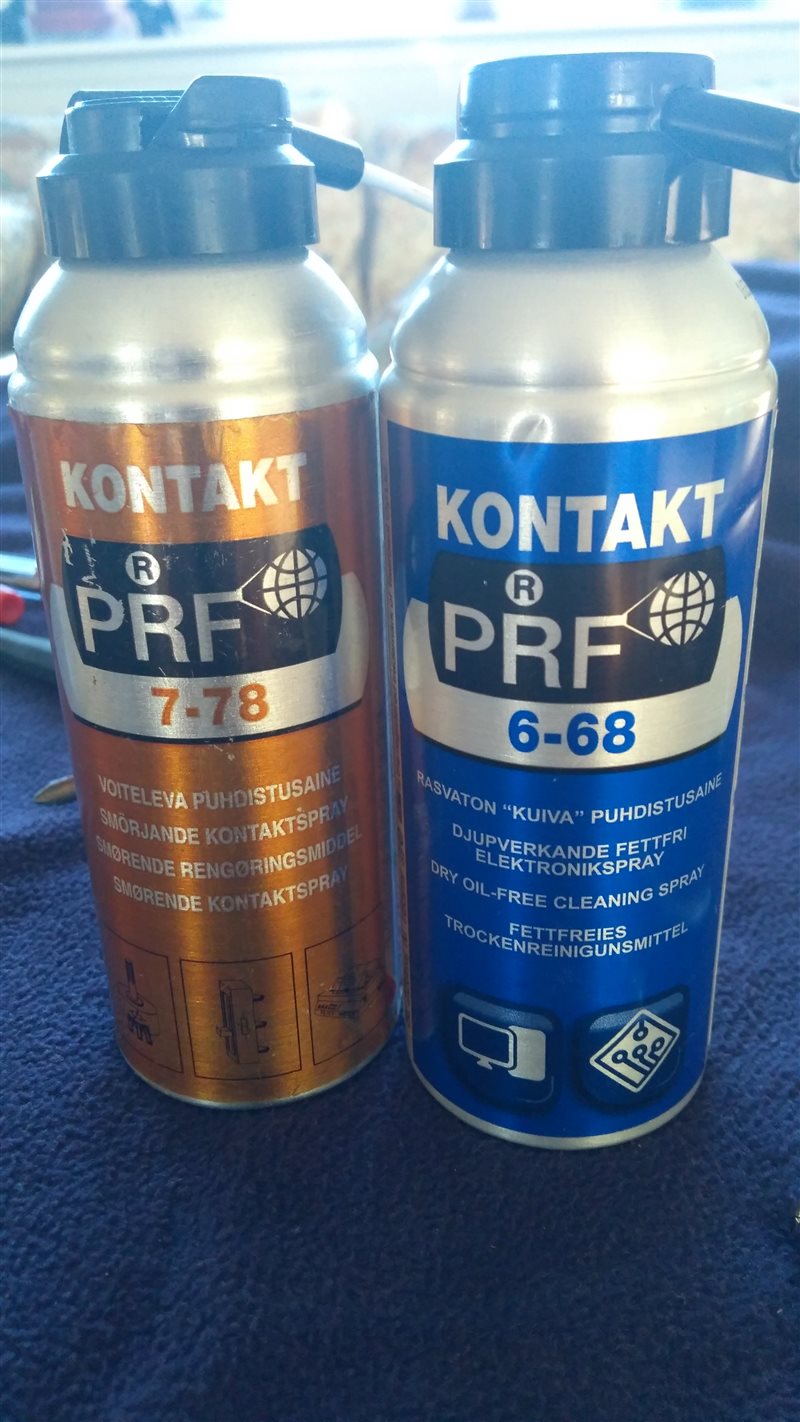 KONTAKT
®
PRF
7-78
VOITELEVA PUHDISTUSAINE
SMÖRJANDE KONTAKTSPRAY
SMØRENDE RENGØRINGSMIDDEL
SMØRENDE KONTAKTSPRAY
KONTAKT
®
PRF
6-68
RASVATON "KUIVA" PUHDISTUSAINE
DJUPVERKANDE FETTFRI
ELEKTRONIKSPRAY
DRY OIL-FREE CLEANING SPRAY
FETTFREIES
TROCKENREINIGUNSMITTEL